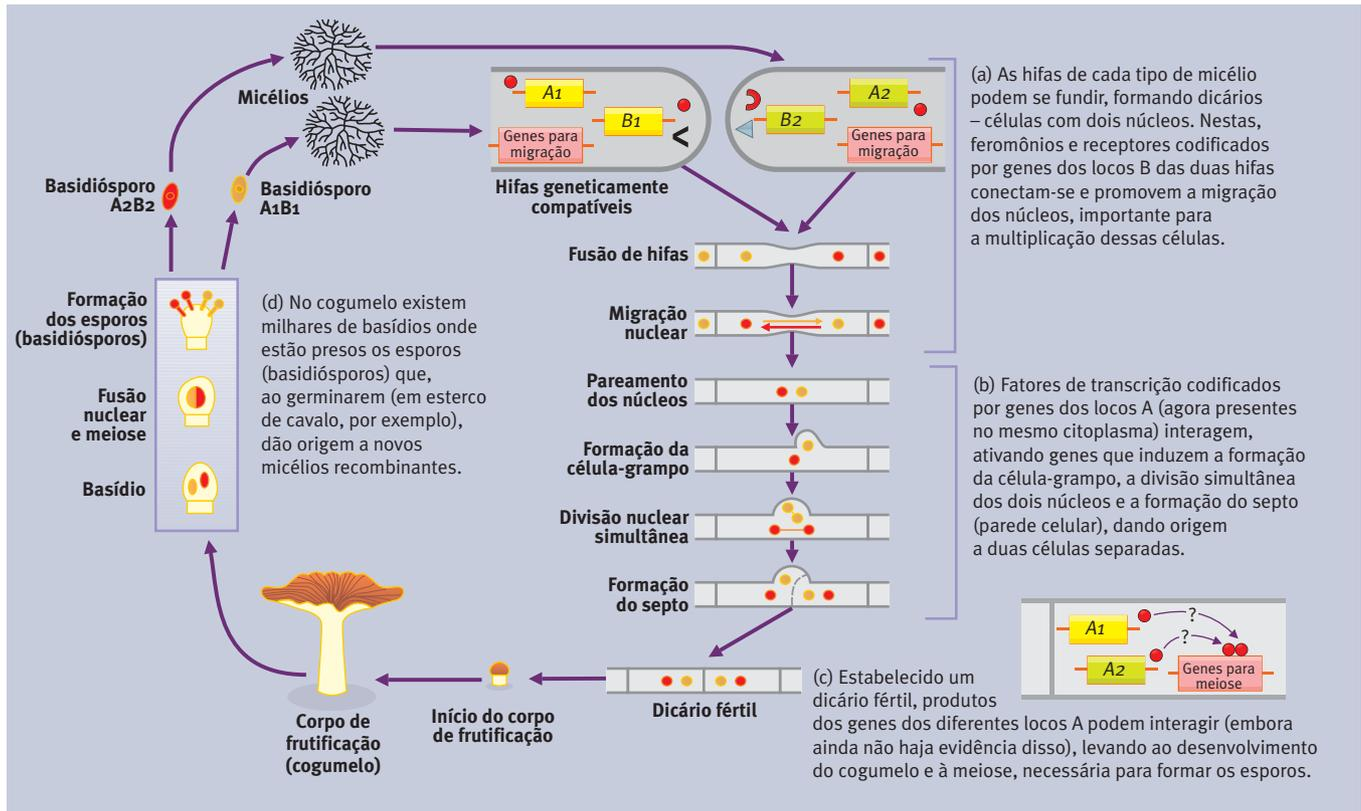 Micélios
Basidiósporo
A2B2
Basidiósporo
A1B1
A1
B1
Genes para
migração
A2
B2
Genes para
migração
Hifas geneticamente
compatíveis
(a) As hifas de cada tipo de micélio
podem se fundir, formando dicários
– células com dois núcleos. Nestas,
feromônios e receptores codificados
por genes dos locos B das duas hifas
conectam-se e promovem a migração
dos núcleos, importante para
a multiplicação dessas células.
Fusão de hifas
Migração
nuclear
Pareamento
dos núcleos
Formação da
célula-grampo
Divisão nuclear
simultânea
Formação
do septo
(b) Fatores de transcrição codificados
por genes dos locos A (agora presentes
no mesmo citoplasma) interagem,
ativando genes que induzem a formação
da célula-grampo, a divisão simultânea
dos dois núcleos e a formação do septo
(parede celular), dando origem
a duas células separadas.
A1
?
A2
?
Genes para
meiose
(c) Estabelecido um
dicário fértil, produtos
dos genes dos diferentes locos A podem interagir (embora
ainda não haja evidência disso), levando ao desenvolvimento
do cogumelo e à meiose, necessária para formar os esporos.
Dicário fértil
Início do corpo
de frutificação
Corpo de
frutificação
(cogumelo)
Formação
dos esporos
(basidiósporos)
Fusão
nuclear
e meiose
Basídio
(d) No cogumelo existem
milhares de basídios onde
estão presos os esporos
(basidiósporos) que,
ao germinarem (em esterco
de cavalo, por exemplo),
dão origem a novos
micélios recombinantes.